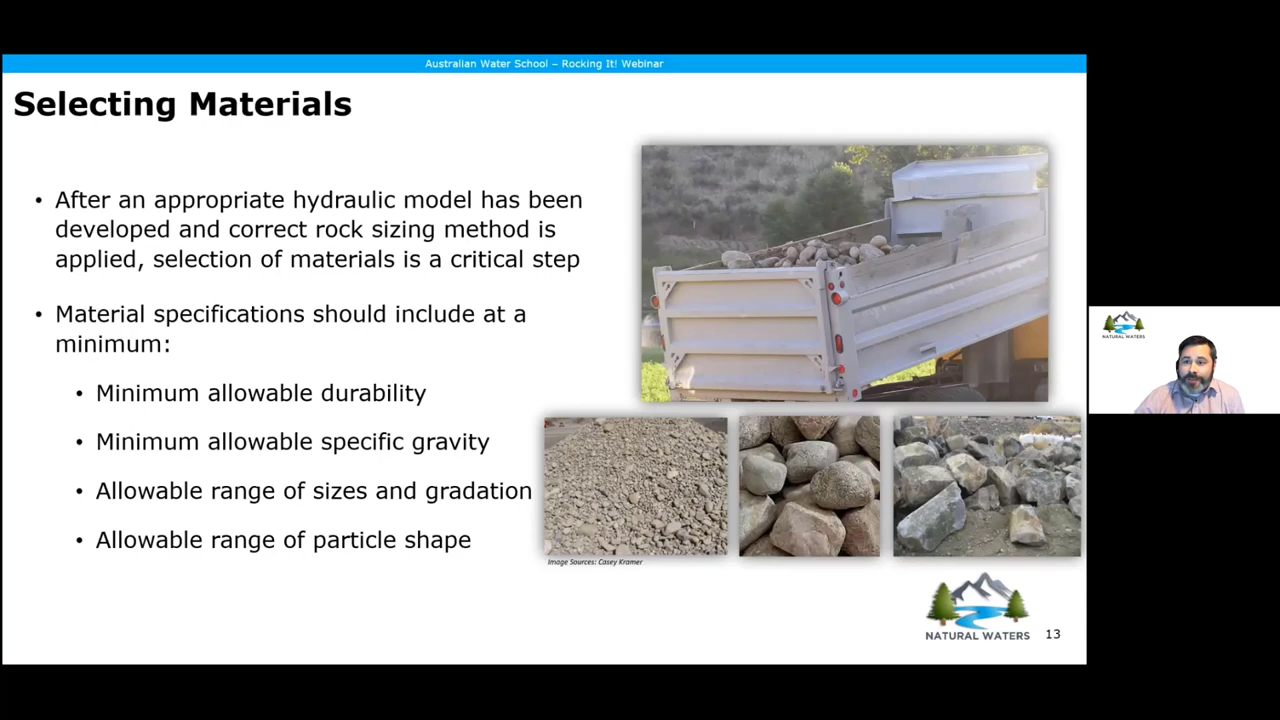 Australian Water School – Rocking It! Webinar
Selecting Materials
• After an appropriate hydraulic model has been
developed and correct rock sizing method is
applied, selection of materials is a critical step
• Material specifications should include at a
minimum:
• Minimum allowable durability
• Minimum allowable specific gravity
• Allowable range of sizes and gradation
• Allowable range of particle shape
Image Sources: Casey Kramer
NATURAL WATERS
13
NATURAL WATERS